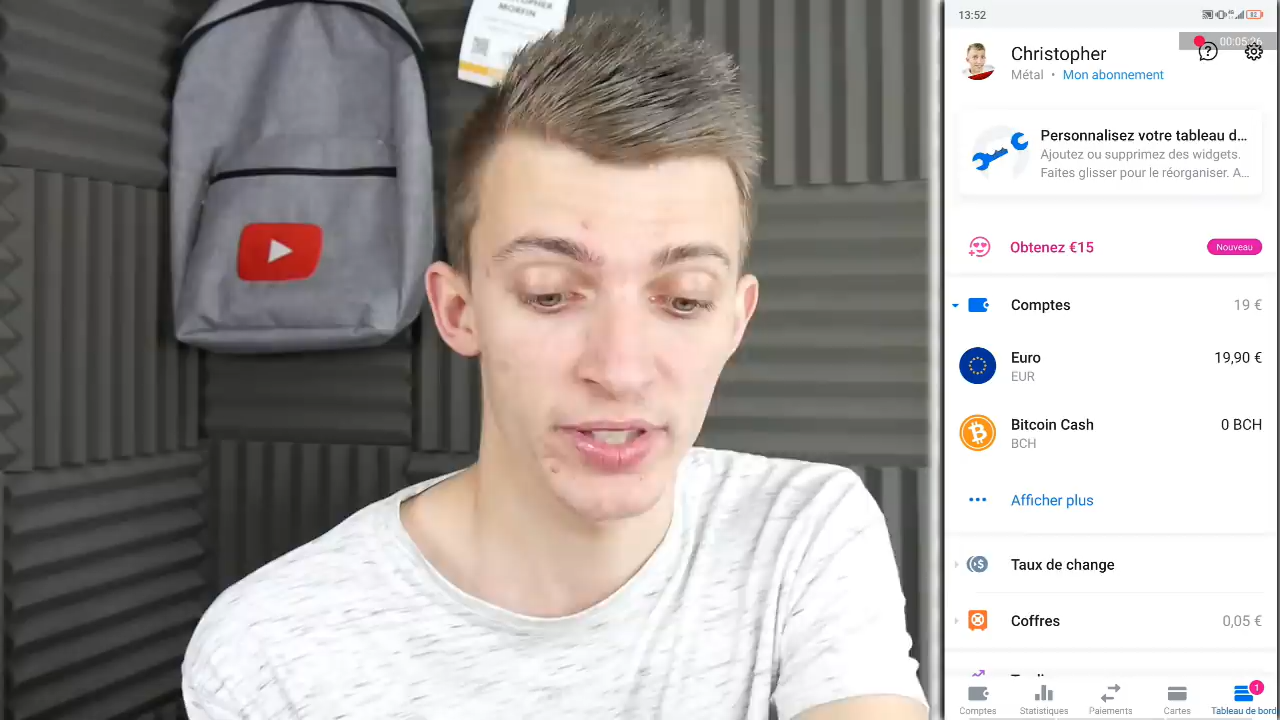 MORFIN
13:52
82
00:05:26
Christopher
Métal • Mon abonnement
Personnalisez votre tableau d...
Ajoutez ou supprimez des widgets.
Faites glisser pour le réorganiser. A...
Obtenez €15
Nouveau
Comptes
19 €
Euro
19,90 €
EUR
Bitcoin Cash
0 BCH
BCH
Afficher plus
Taux de change
Coffres
0,05 €
1
Comptes
Statistiques
Paiements
Cartes
Tableau de bord